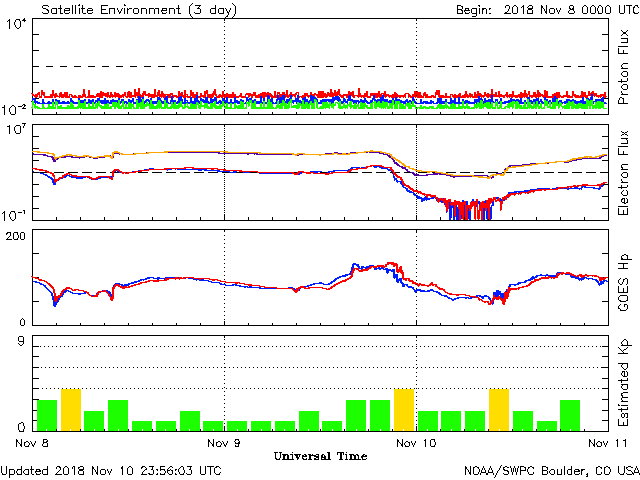 Satellite Environment (3 day)
Begin: 2018 Nov 8 0000 UTC
10⁴
10⁻²
Proton Flux
10⁷
10⁻¹
Electron Flux
200
0
GOES Hp
9
0
Estimated Kp
Nov 8
Nov 9
Nov 10
Nov 11
Universal Time
Updated 2018 Nov 10 23:56:03 UTC
NOAA/SWPC Boulder, CO USA